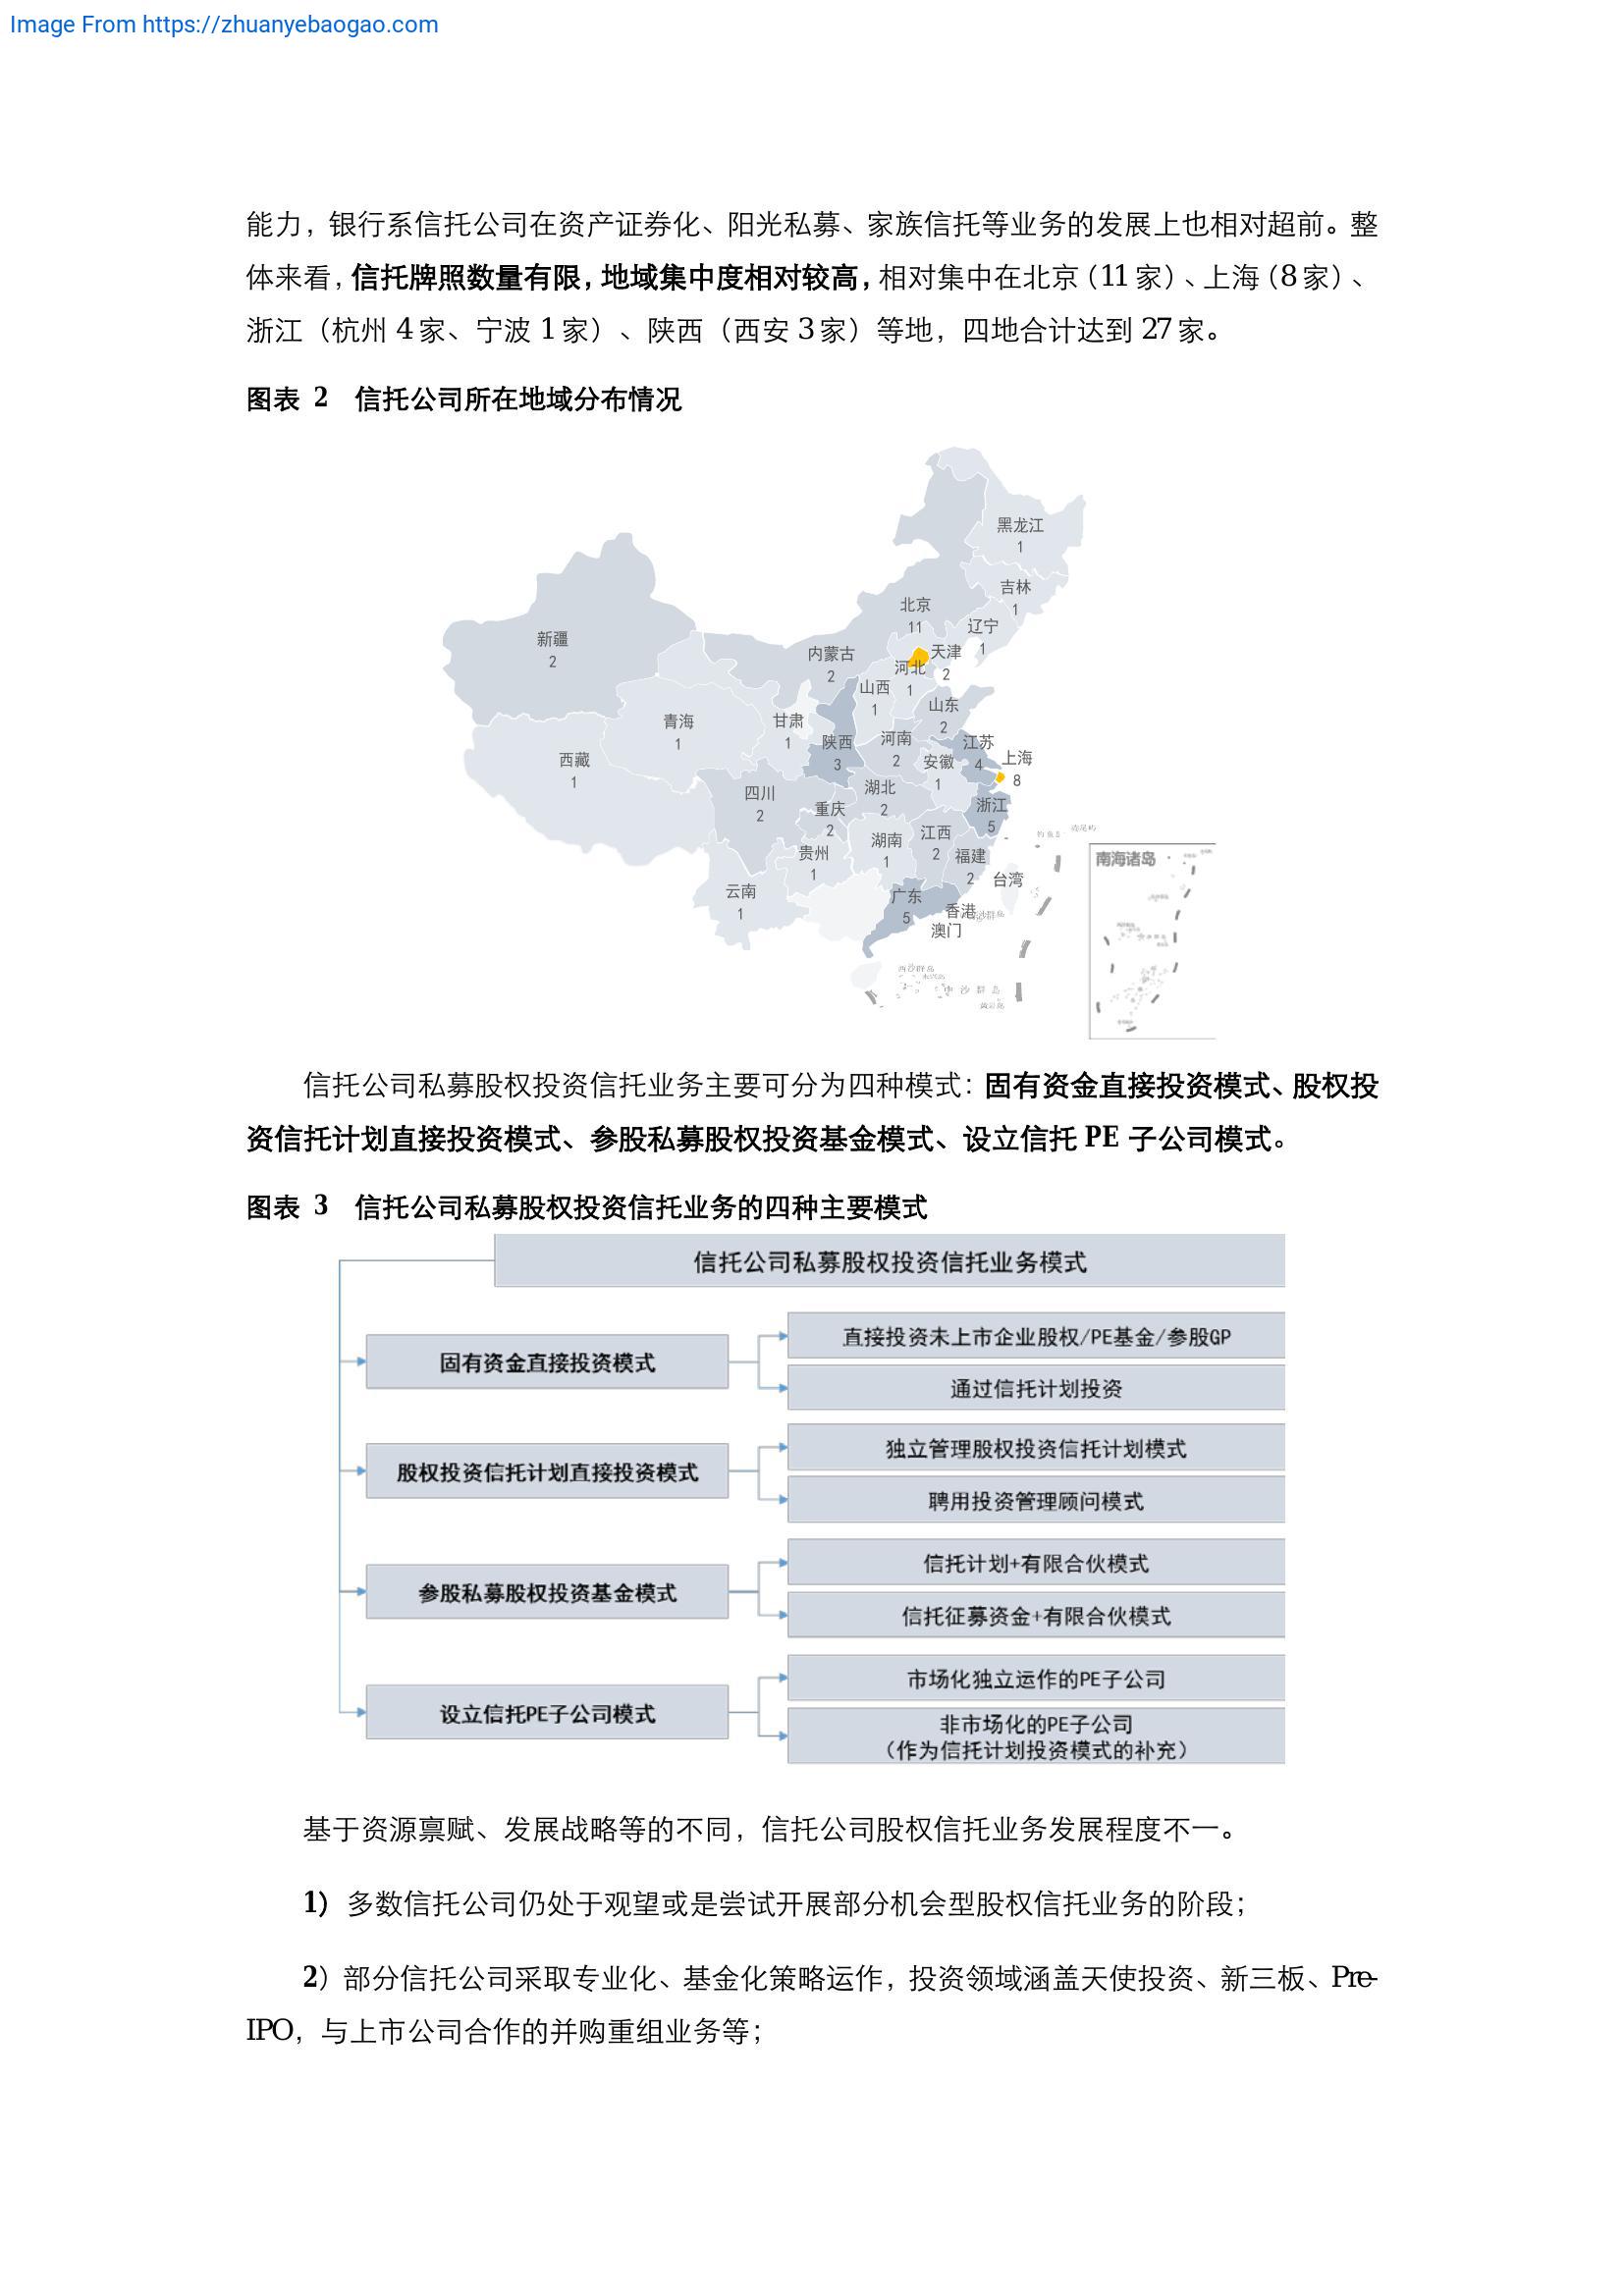 Image From https://zhuanyebaogao.com
能力，银行系信托公司在资产证券化、阳光私募、家族信托等业务的发展上也相对超前。整
体来看，信托牌照数量有限，地域集中度相对较高，相对集中在北京（11 家）、上海（8 家）、
浙江（杭州 4 家、宁波 1 家）、陕西（西安 3 家）等地，四地合计达到 27 家。
图表 2 信托公司所在地域分布情况
黑龙江
1
吉林
1
辽宁
1
北京
11
天津
2
河北
1
内蒙古
2
新疆
2
山西
1
山东
2
青海
1
甘肃
1
陕西
3
河南
2
江苏
4
上海
8
安徽
1
西藏
1
四川
2
重庆
2
湖北
2
浙江
5
湖南
1
江西
2
福建
2
贵州
1
云南
1
广东
5
台湾
香港
澳门
南海诸岛
西沙群岛
中沙群岛
信托公司私募股权投资信托业务主要可分为四种模式：固有资金直接投资模式、股权投
资信托计划直接投资模式、参股私募股权投资基金模式、设立信托 PE 子公司模式。
图表 3 信托公司私募股权投资信托业务的四种主要模式
信托公司私募股权投资信托业务模式
固有资金直接投资模式
直接投资未上市企业股权/PE基金/参股GP
通过信托计划投资
股权投资信托计划直接投资模式
独立管理股权投资信托计划模式
聘用投资管理顾问模式
参股私募股权投资基金模式
信托计划+有限合伙模式
信托征募资金+有限合伙模式
设立信托PE子公司模式
市场化独立运作的PE子公司
非市场化的PE子公司
（作为信托计划投资模式的补充）
基于资源禀赋、发展战略等的不同，信托公司股权信托业务发展程度不一。
1）多数信托公司仍处于观望或是尝试开展部分机会型股权信托业务的阶段；
2）部分信托公司采取专业化、基金化策略运作，投资领域涵盖天使投资、新三板、Pre-
IPO，与上市公司合作的并购重组业务等；